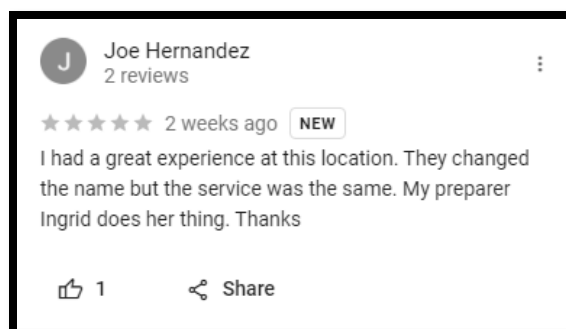 J
Joe Hernandez
2 reviews
2 weeks ago NEW
I had a great experience at this location. They changed
the name but the service was the same. My preparer
Ingrid does her thing. Thanks
1 Share